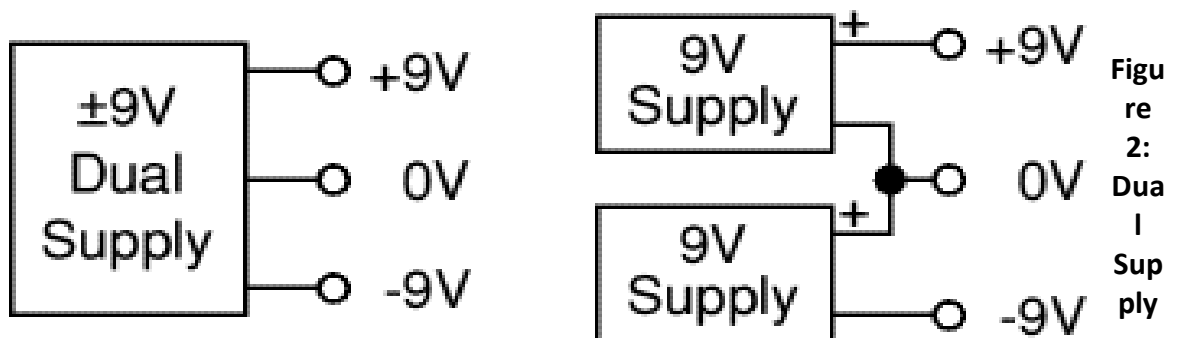 ±9V
Dual
Supply
+9V
0V
-9V
9V
Supply
+
+9V
0V
9V
Supply
+
-9V
Figu
re
2:
Dua
l
Sup
ply